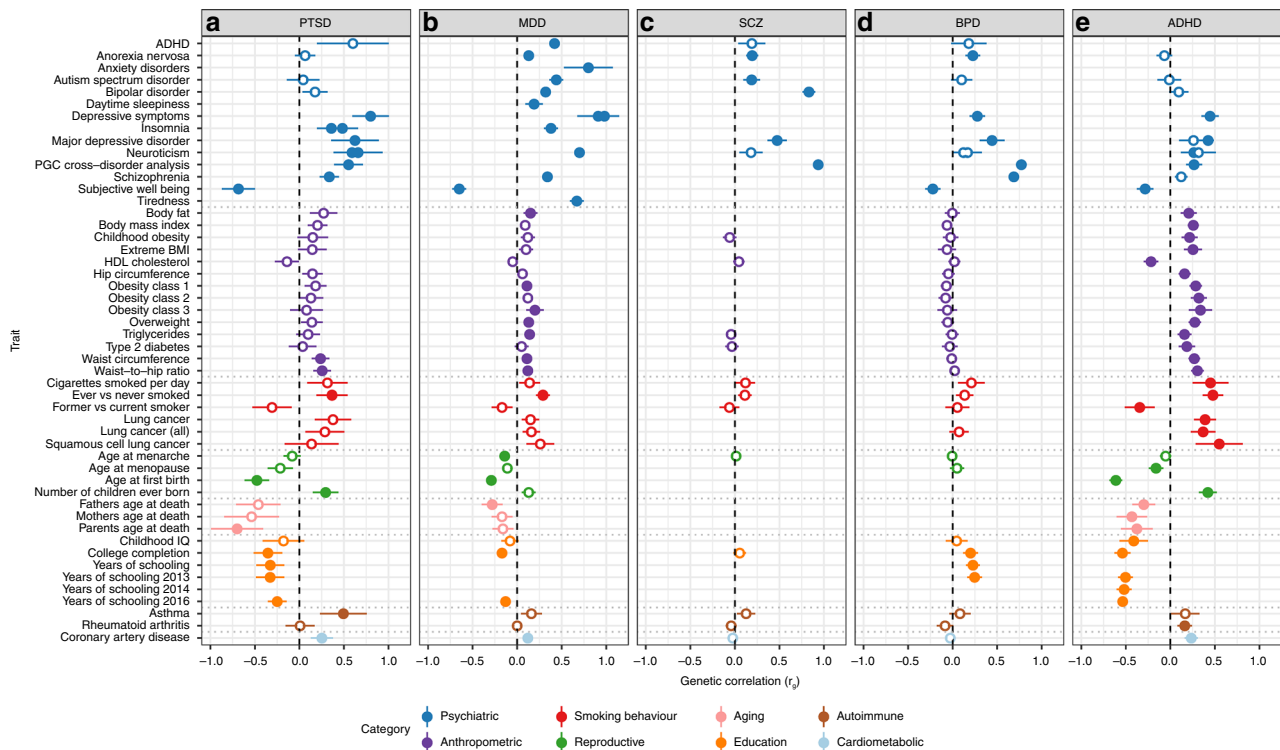 a PTSD b MDD c SCZ d BPD e ADHD
ADHD
Anorexia nervosa
Anxiety disorders
Autism spectrum disorder
Bipolar disorder
Daytime sleepiness
Depressive symptoms
Insomnia
Major depressive disorder
Neuroticism
PGC cross–disorder analysis
Schizophrenia
Subjective well being
Tiredness
Body fat
Body mass index
Childhood obesity
Extreme BMI
HDL cholesterol
Hip circumference
Obesity class 1
Obesity class 2
Obesity class 3
Overweight
Triglycerides
Type 2 diabetes
Waist circumference
Waist–to–hip ratio
Cigarettes smoked per day
Ever vs never smoked
Former vs current smoker
Lung cancer
Lung cancer (all)
Squamous cell lung cancer
Age at menarche
Age at menopause
Age at first birth
Number of children ever born
Fathers age at death
Mothers age at death
Parents age at death
Childhood IQ
College completion
Years of schooling
Years of schooling 2013
Years of schooling 2014
Years of schooling 2016
Asthma
Rheumatoid arthritis
Coronary artery disease
Trait
−1.0 −0.5 0.0 0.5 1.0 −1.0 −0.5 0.0 0.5 1.0 −1.0 −0.5 0.0 0.5 1.0 −1.0 −0.5 0.0 0.5 1.0 −1.0 −0.5 0.0 0.5 1.0
Genetic correlation (rg)
Category
Psychiatric Smoking behaviour Aging Autoimmune
Anthropometric Reproductive Education Cardiometabolic